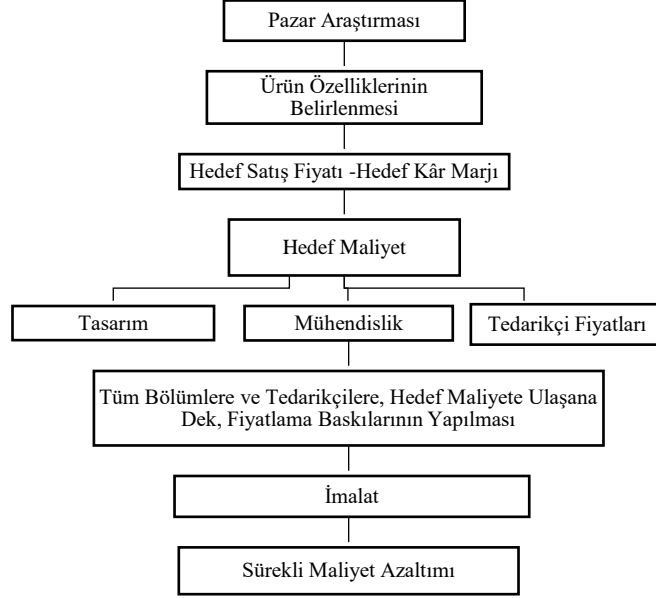 Pazar Araştırması
Ürün Özelliklerinin
Belirlenmesi
Hedef Satış Fiyatı -Hedef Kâr Marjı
Hedef Maliyet
Tasarım
Mühendislik
Tedarikçi Fiyatları
Tüm Bölümlere ve Tedarikçilere, Hedef Maliyete Ulaşana
Dek, Fiyatlama Baskılarının Yapılması
İmalat
Sürekli Maliyet Azaltımı